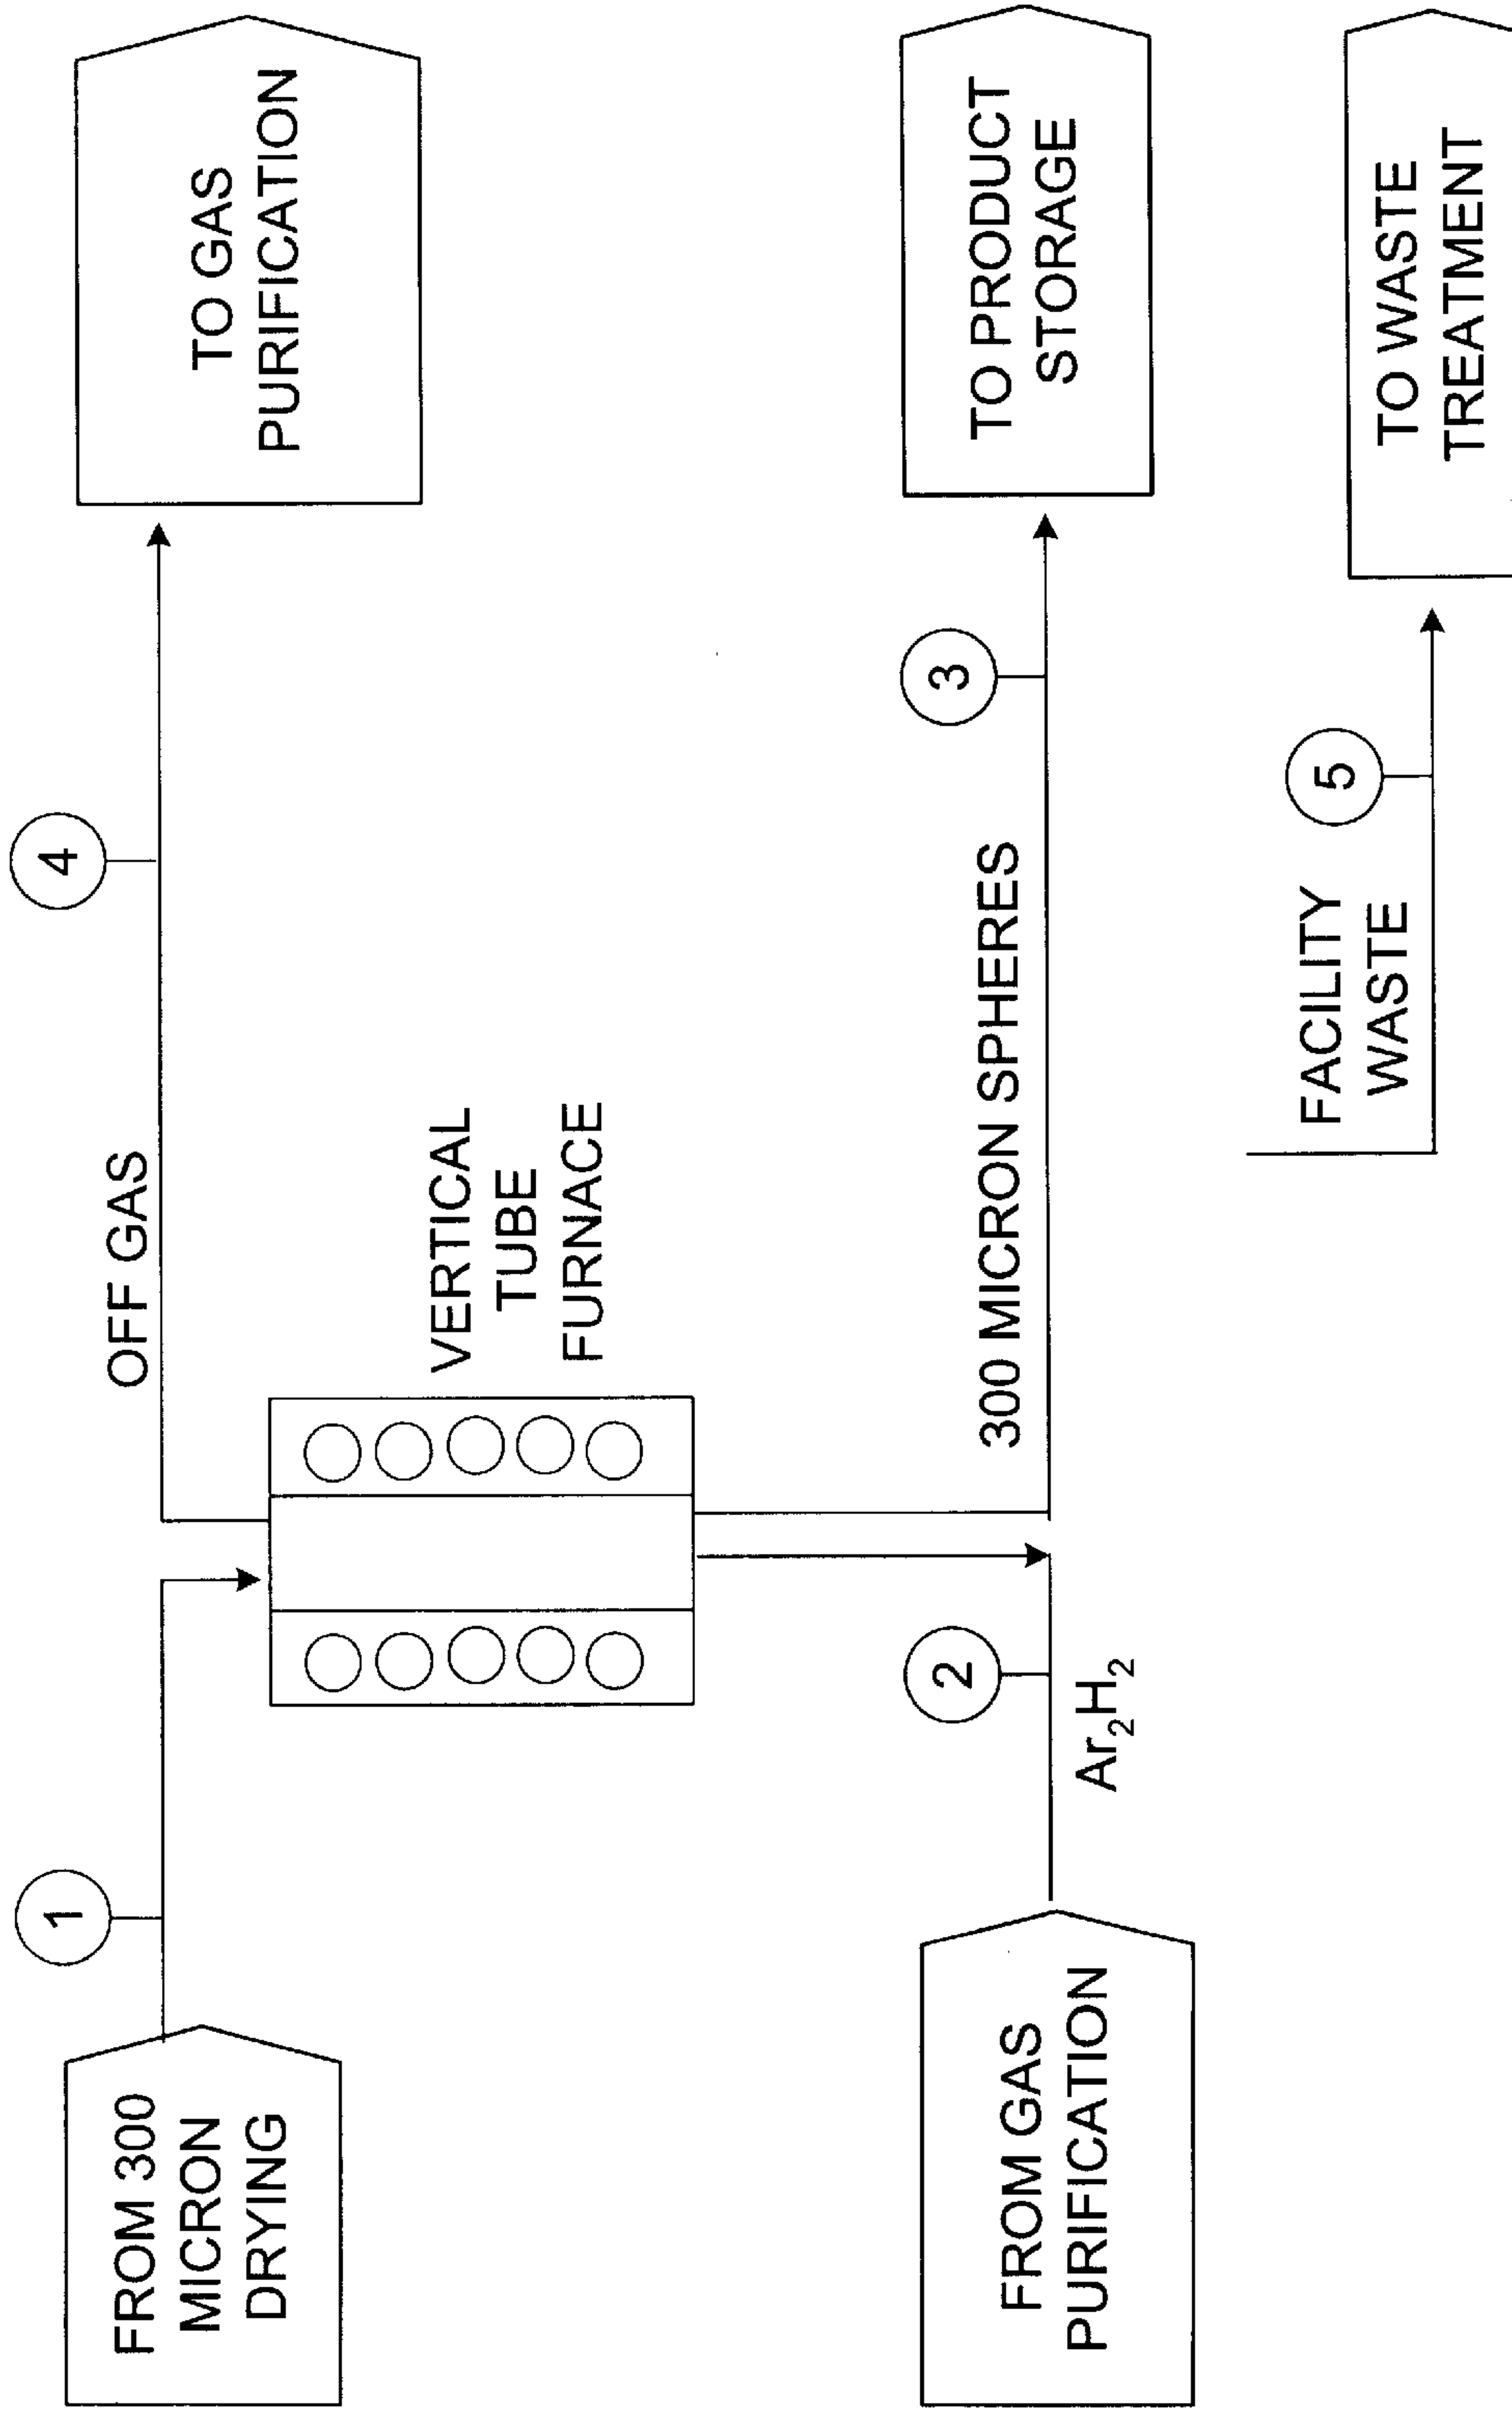 FROM 300
MICRON
DRYING
1
OFF GAS
4
TO GAS
PURIFICATION
VERTICAL
TUBE
FURNACE
FROM GAS
PURIFICATION
2
Ar₂H₂
300 MICRON SPHERES
3
TO PRODUCT
STORAGE
FACILITY
WASTE
5
TO WASTE
TREATMENT